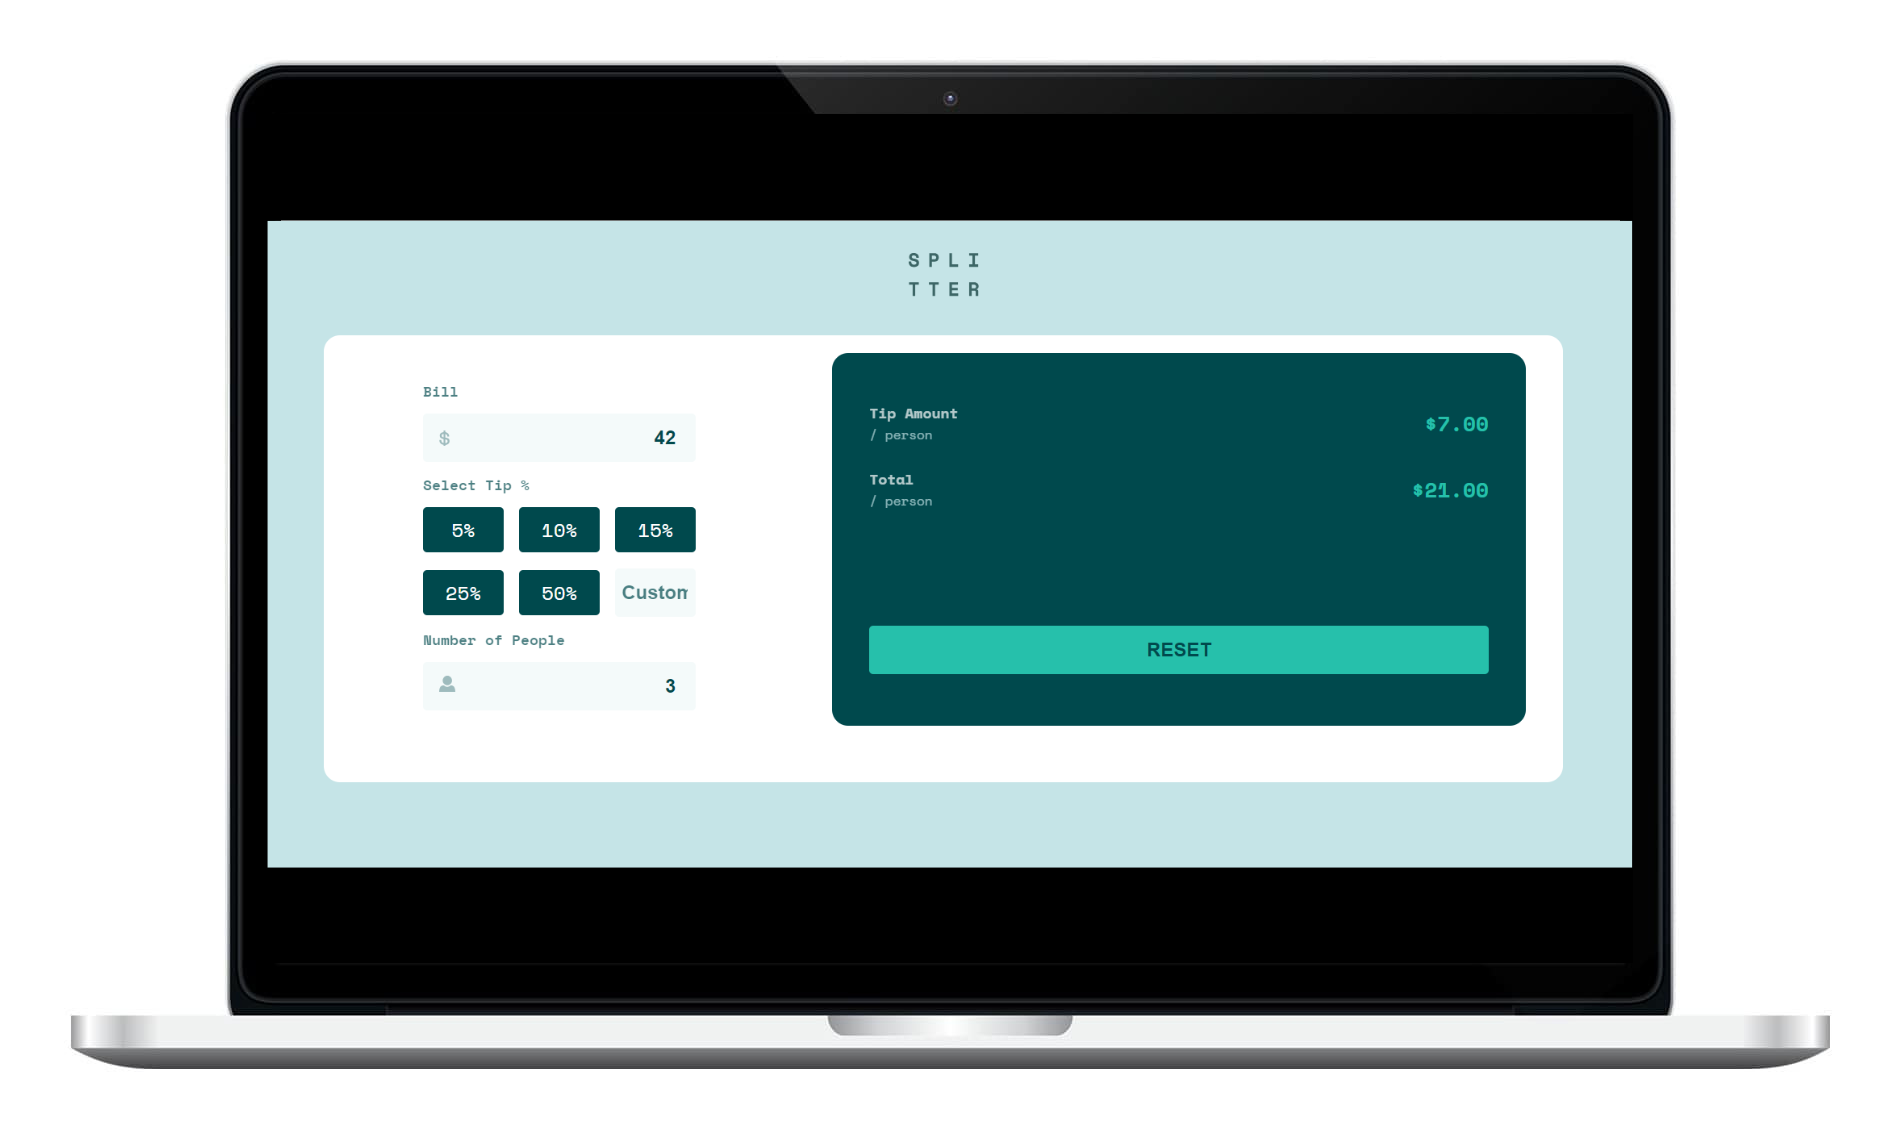 SPLI
TTER
Bill
$ 42
Select Tip %
5% 10% 15%
25% 50% Custom
Number of People
3
Tip Amount
/ person
$7.00
Total
/ person
$21.00
RESET